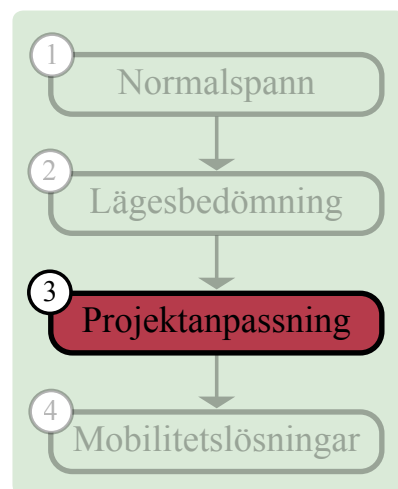 1
Normalspann
2
Lägesbedömning
3
Projektanpassning
4
Mobilitetslösningar